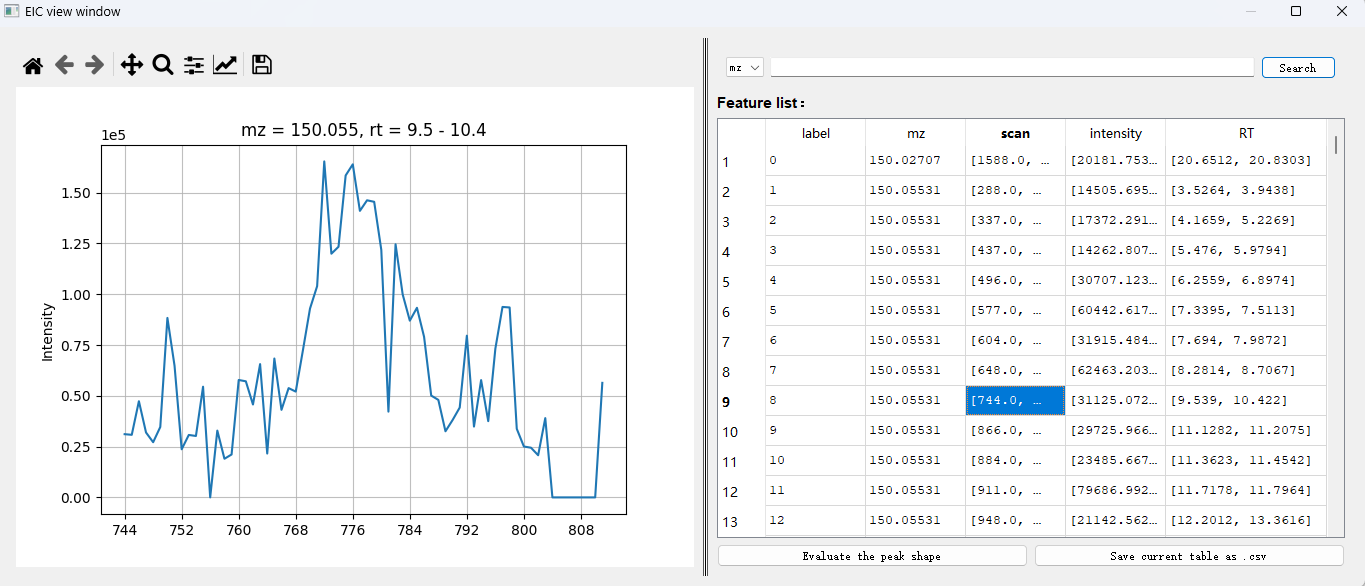 EIC view window
mz = 150.055, rt = 9.5 - 10.4
1e5
1.50
1.25
1.00
0.75
0.50
0.25
0.00
Intensity
744 752 760 768 776 784 792 800 808
mz Search
Feature list:
label mz scan intensity RT
1 0 150.02707 [1588.0, … [20181.753… [20.6512, 20.8303]
2 1 150.05531 [288.0, … [14505.695… [3.5264, 3.9438]
3 2 150.05531 [337.0, … [17372.291… [4.1659, 5.2269]
4 3 150.05531 [437.0, … [14262.807… [5.476, 5.9794]
5 4 150.05531 [496.0, … [30707.123… [6.2559, 6.8974]
6 5 150.05531 [577.0, … [60442.617… [7.3395, 7.5113]
7 6 150.05531 [604.0, … [31915.484… [7.694, 7.9872]
8 7 150.05531 [648.0, … [62463.203… [8.2814, 8.7067]
9 8 150.05531 [744.0, … [31125.072… [9.539, 10.422]
10 9 150.05531 [866.0, … [29725.966… [11.1282, 11.2075]
11 10 150.05531 [884.0, … [23485.667… [11.3623, 11.4542]
12 11 150.05531 [911.0, … [79686.992… [11.7178, 11.7964]
13 12 150.05531 [948.0, … [21142.562… [12.2012, 13.3616]
Evaluate the peak shape
Save current table as .csv